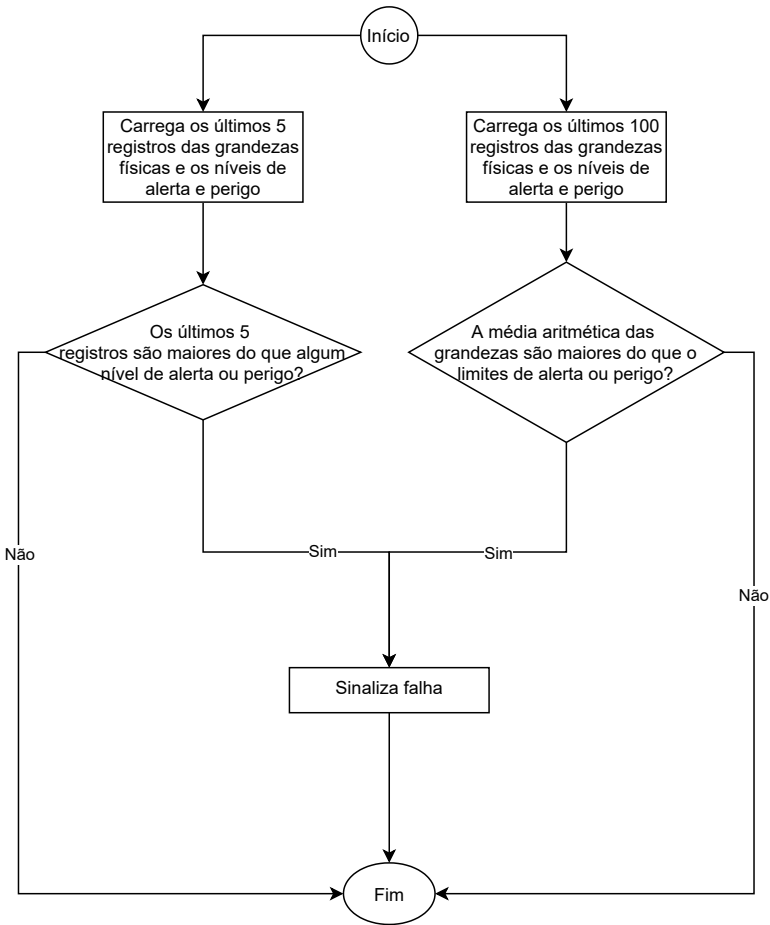 Início
Carrega os últimos 5
registros das grandezas
físicas e os níveis de
alerta e perigo
Carrega os últimos 100
registros das grandezas
físicas e os níveis de
alerta e perigo
Os últimos 5
registros são maiores do que algum
nível de alerta ou perigo?
A média aritmética das
grandezas são maiores do que o
limites de alerta ou perigo?
Não
Sim
Sim
Não
Sinaliza falha
Fim